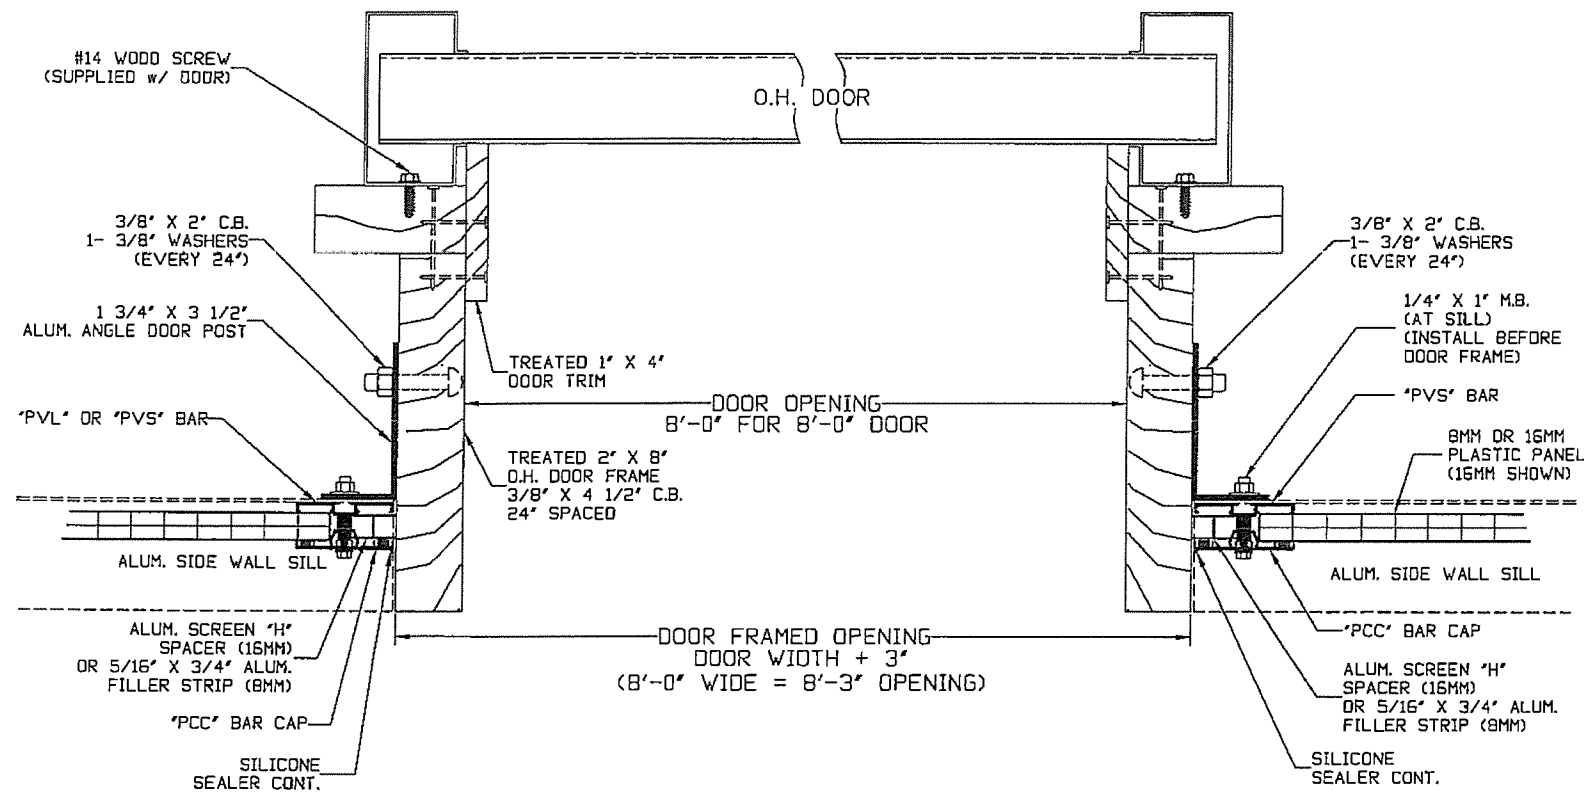 #14 WOOD SCREW
(SUPPLIED w/ DOOR)
O.H. DOOR
3/8" X 2" C.B.
1- 3/8" WASHERS
(EVERY 24")
1 3/4" X 3 1/2"
ALUM. ANGLE DOOR POST
"PVL" OR "PVS" BAR
TREATED 1" X 4"
DOOR TRIM
DOOR OPENING
8'-0" FOR 8'-0" DOOR
TREATED 2" X 8"
O.H. DOOR FRAME
3/8" X 4 1/2" C.B.
24" SPACED
3/8" X 2" C.B.
1- 3/8" WASHERS
(EVERY 24")
1/4" X 1" M.B.
(AT SILL)
(INSTALL BEFORE
DOOR FRAME)
"PVS" BAR
8MM OR 16MM
PLASTIC PANEL
(16MM SHOWN)
ALUM. SIDE WALL SILL
ALUM. SIDE WALL SILL
ALUM. SCREEN "H"
SPACER (16MM)
OR 5/16" X 3/4" ALUM.
FILLER STRIP (8MM)
"PCC" BAR CAP
SILICONE
SEALER CONT.
DOOR FRAMED OPENING
DOOR WIDTH + 3"
(8'-0" WIDE = 8'-3" OPENING)
"PCC" BAR CAP
ALUM. SCREEN "H"
SPACER (16MM)
OR 5/16" X 3/4" ALUM.
FILLER STRIP (8MM)
SILICONE
SEALER CONT.